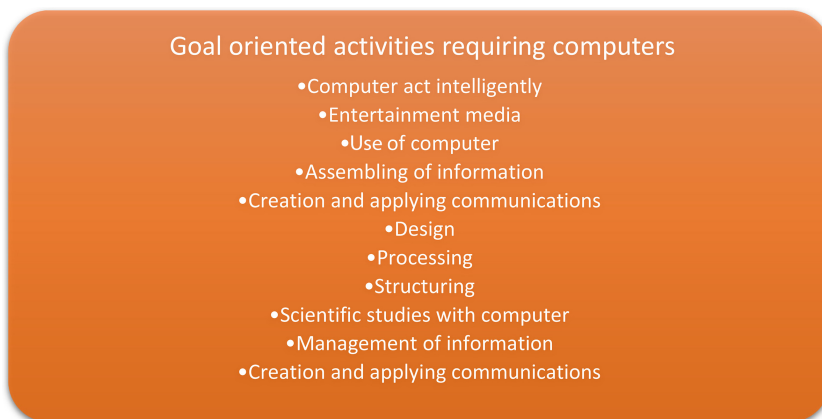 Goal oriented activities requiring computers
•Computer act intelligently
•Entertainment media
•Use of computer
•Assembling of information
•Creation and applying communications
•Design
•Processing
•Structuring
•Scientific studies with computer
•Management of information
•Creation and applying communications